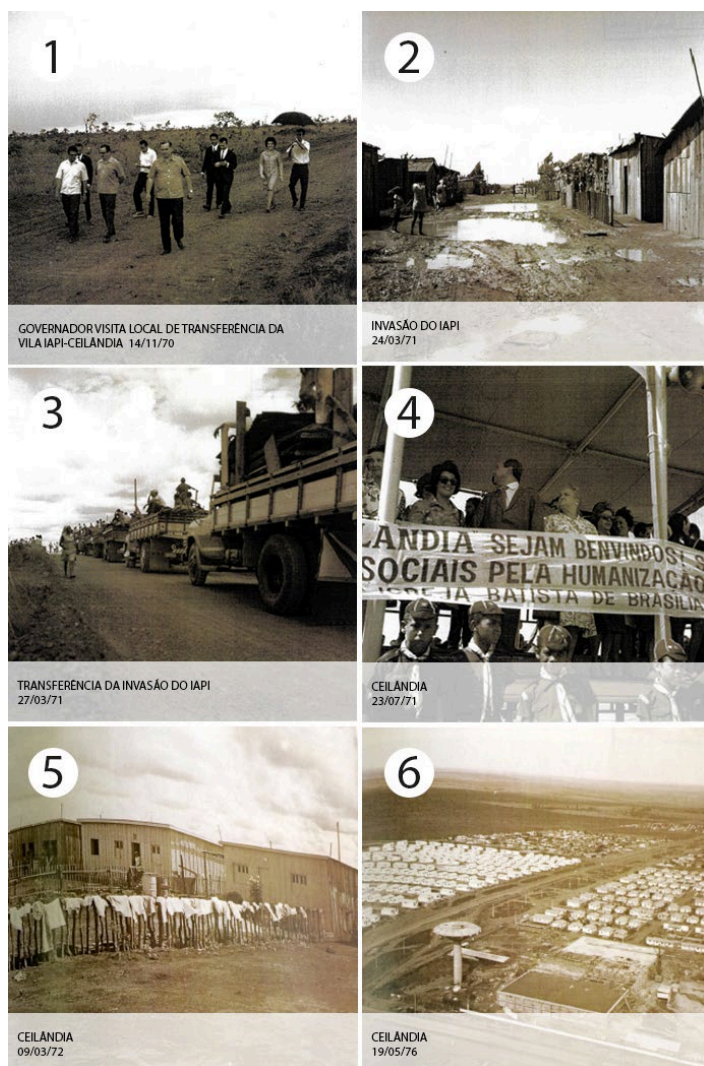 1
GOVERNADOR VISITA LOCAL DE TRANSFERÊNCIA DA
VILA IAPI-CEILÂNDIA 14/11/70
2
INVASÃO DO IAPI
24/03/71
3
TRANSFERÊNCIA DA INVASÃO DO IAPI
27/03/71
4
LANDIA SEJAM BENVINDOS! S
SOCIAIS PELA HUMANIZAÇÃO
IGREJA BATISTA DE BRASÍLIA
CEILÂNDIA
23/07/71
5
CEILÂNDIA
09/03/72
6
CEILÂNDIA
19/05/76